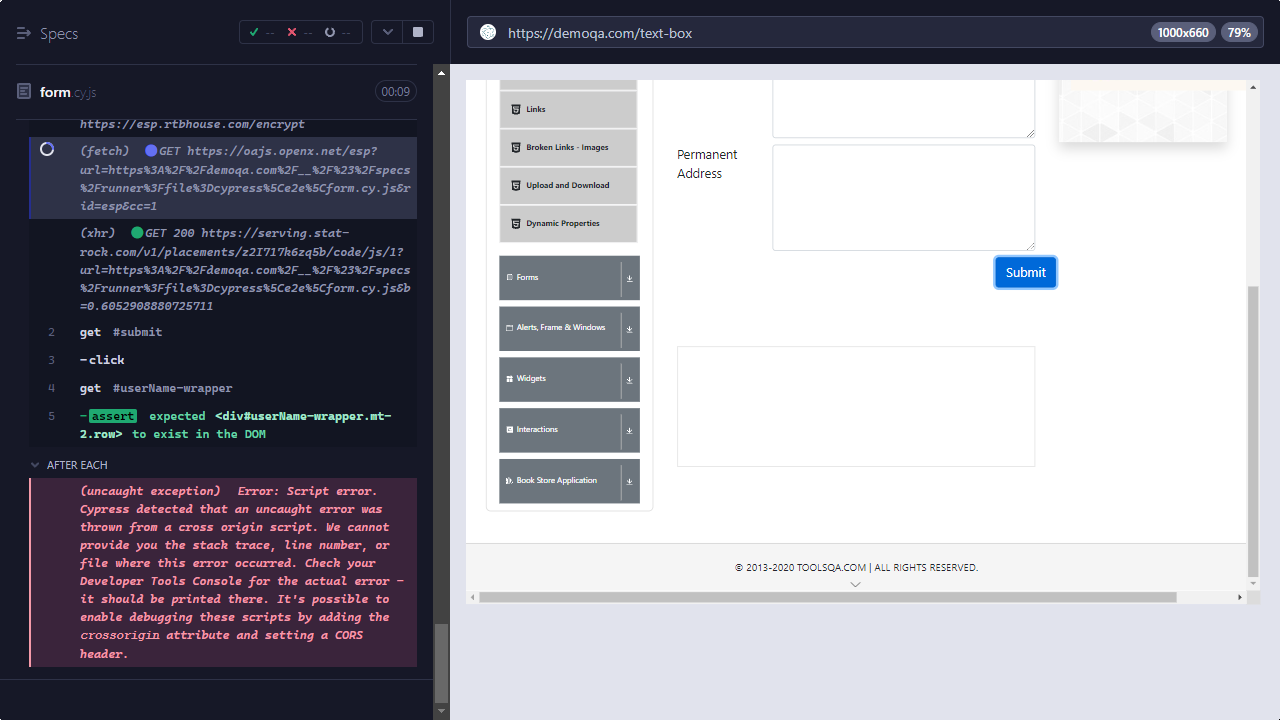 Specs
--
--
--
https://demoqa.com/text-box
1000x660
79%
form.cy.js
00:09
https://esp.rtbhouse.com/encrypt
(fetch) GET https://oajs.openx.net/esp?
url=https%3A%2F%2Fdemoqa.com%2F__%2F%23%2Fspecs
%2Frunner%3Ffile%3Dcypress%5Ce2e%5Cform.cy.js&r
id=esp&cc=1
(xhr) GET 200 https://serving.stat-
rock.com/v1/placements/z2I717k6zq5b/code/js/1?
url=https%3A%2F%2Fdemoqa.com%2F__%2F%23%2Fspecs
%2Frunner%3Ffile%3Dcypress%5Ce2e%5Cform.cy.js&b
=0.6052908880725711
2 get #submit
3 -click
4 get #userName-wrapper
5 -assert expected <div#userName-wrapper.mt-
2.row> to exist in the DOM
AFTER EACH
(uncaught exception) Error: Script error.
Cypress detected that an uncaught error was
thrown from a cross origin script. We cannot
provide you the stack trace, line number, or
file where this error occurred. Check your
Developer Tools Console for the actual error -
it should be printed there. It's possible to
enable debugging these scripts by adding the
crossorigin attribute and setting a CORS
header.
Links
Broken Links - Images
Upload and Download
Dynamic Properties
Forms
Alerts, Frame & Windows
Widgets
Interactions
Book Store Application
Permanent
Address
Submit
© 2013-2020 TOOLSQA.COM | ALL RIGHTS RESERVED.